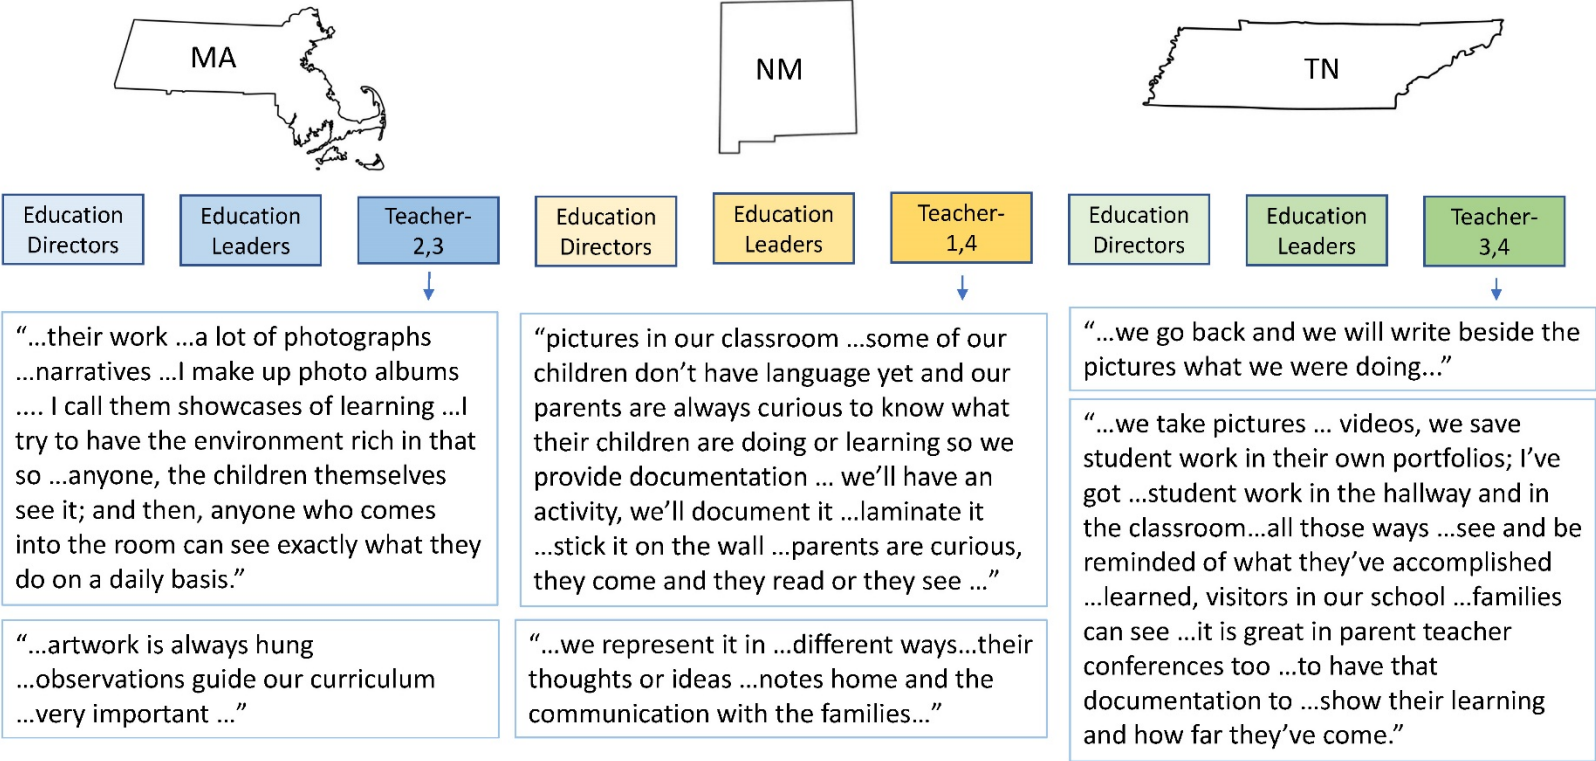 MA
NM
TN
Education
Directors
Education
Leaders
Teacher-
2,3
Education
Directors
Education
Leaders
Teacher-
1,4
Education
Directors
Education
Leaders
Teacher-
3,4
“...their work ...a lot of photographs
...narratives ...I make up photo albums
.... I call them showcases of learning ...I
try to have the environment rich in that
so ...anyone, the children themselves
see it; and then, anyone who comes
into the room can see exactly what they
do on a daily basis.”
“...artwork is always hung
...observations guide our curriculum
...very important ...”
“pictures in our classroom ...some of our
children don’t have language yet and our
parents are always curious to know what
their children are doing or learning so we
provide documentation ... we’ll have an
activity, we’ll document it ...laminate it
...stick it on the wall ...parents are curious,
they come and they read or they see ...”
“...we represent it in ...different ways...their
thoughts or ideas ...notes home and the
communication with the families...”
“...we go back and we will write beside the
pictures what we were doing...”
“...we take pictures ... videos, we save
student work in their own portfolios; I’ve
got ...student work in the hallway and in
the classroom...all those ways ...see and be
reminded of what they’ve accomplished
...learned, visitors in our school ...families
can see ...it is great in parent teacher
conferences too ...to have that
documentation to ...show their learning
and how far they’ve come.”